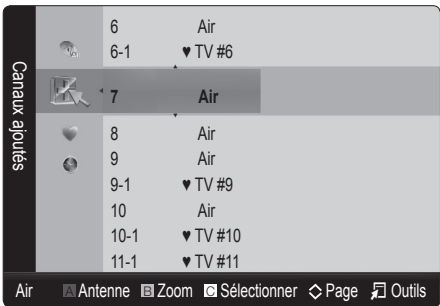 Canaux ajoutés
6 Air
6-1 ♥ TV #6
7 Air
8 Air
9 Air
9-1 ♥ TV #9
10 Air
10-1 ♥ TV #10
11-1 ♥ TV #11
Air A Antenne B Zoom C Sélectionner Page Outils